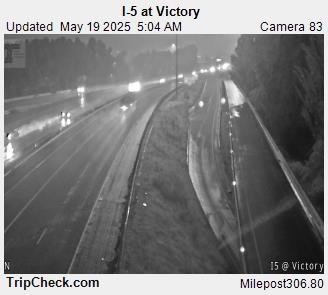 I-5 at Victory
Updated  May 19 2025  5:04 AM
Camera 83
N
I5 @ Victory
TripCheck.com
Milepost306.80